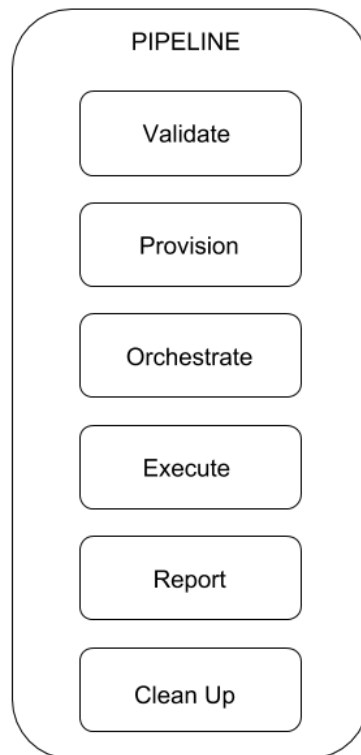 PIPELINE
Validate
Provision
Orchestrate
Execute
Report
Clean Up